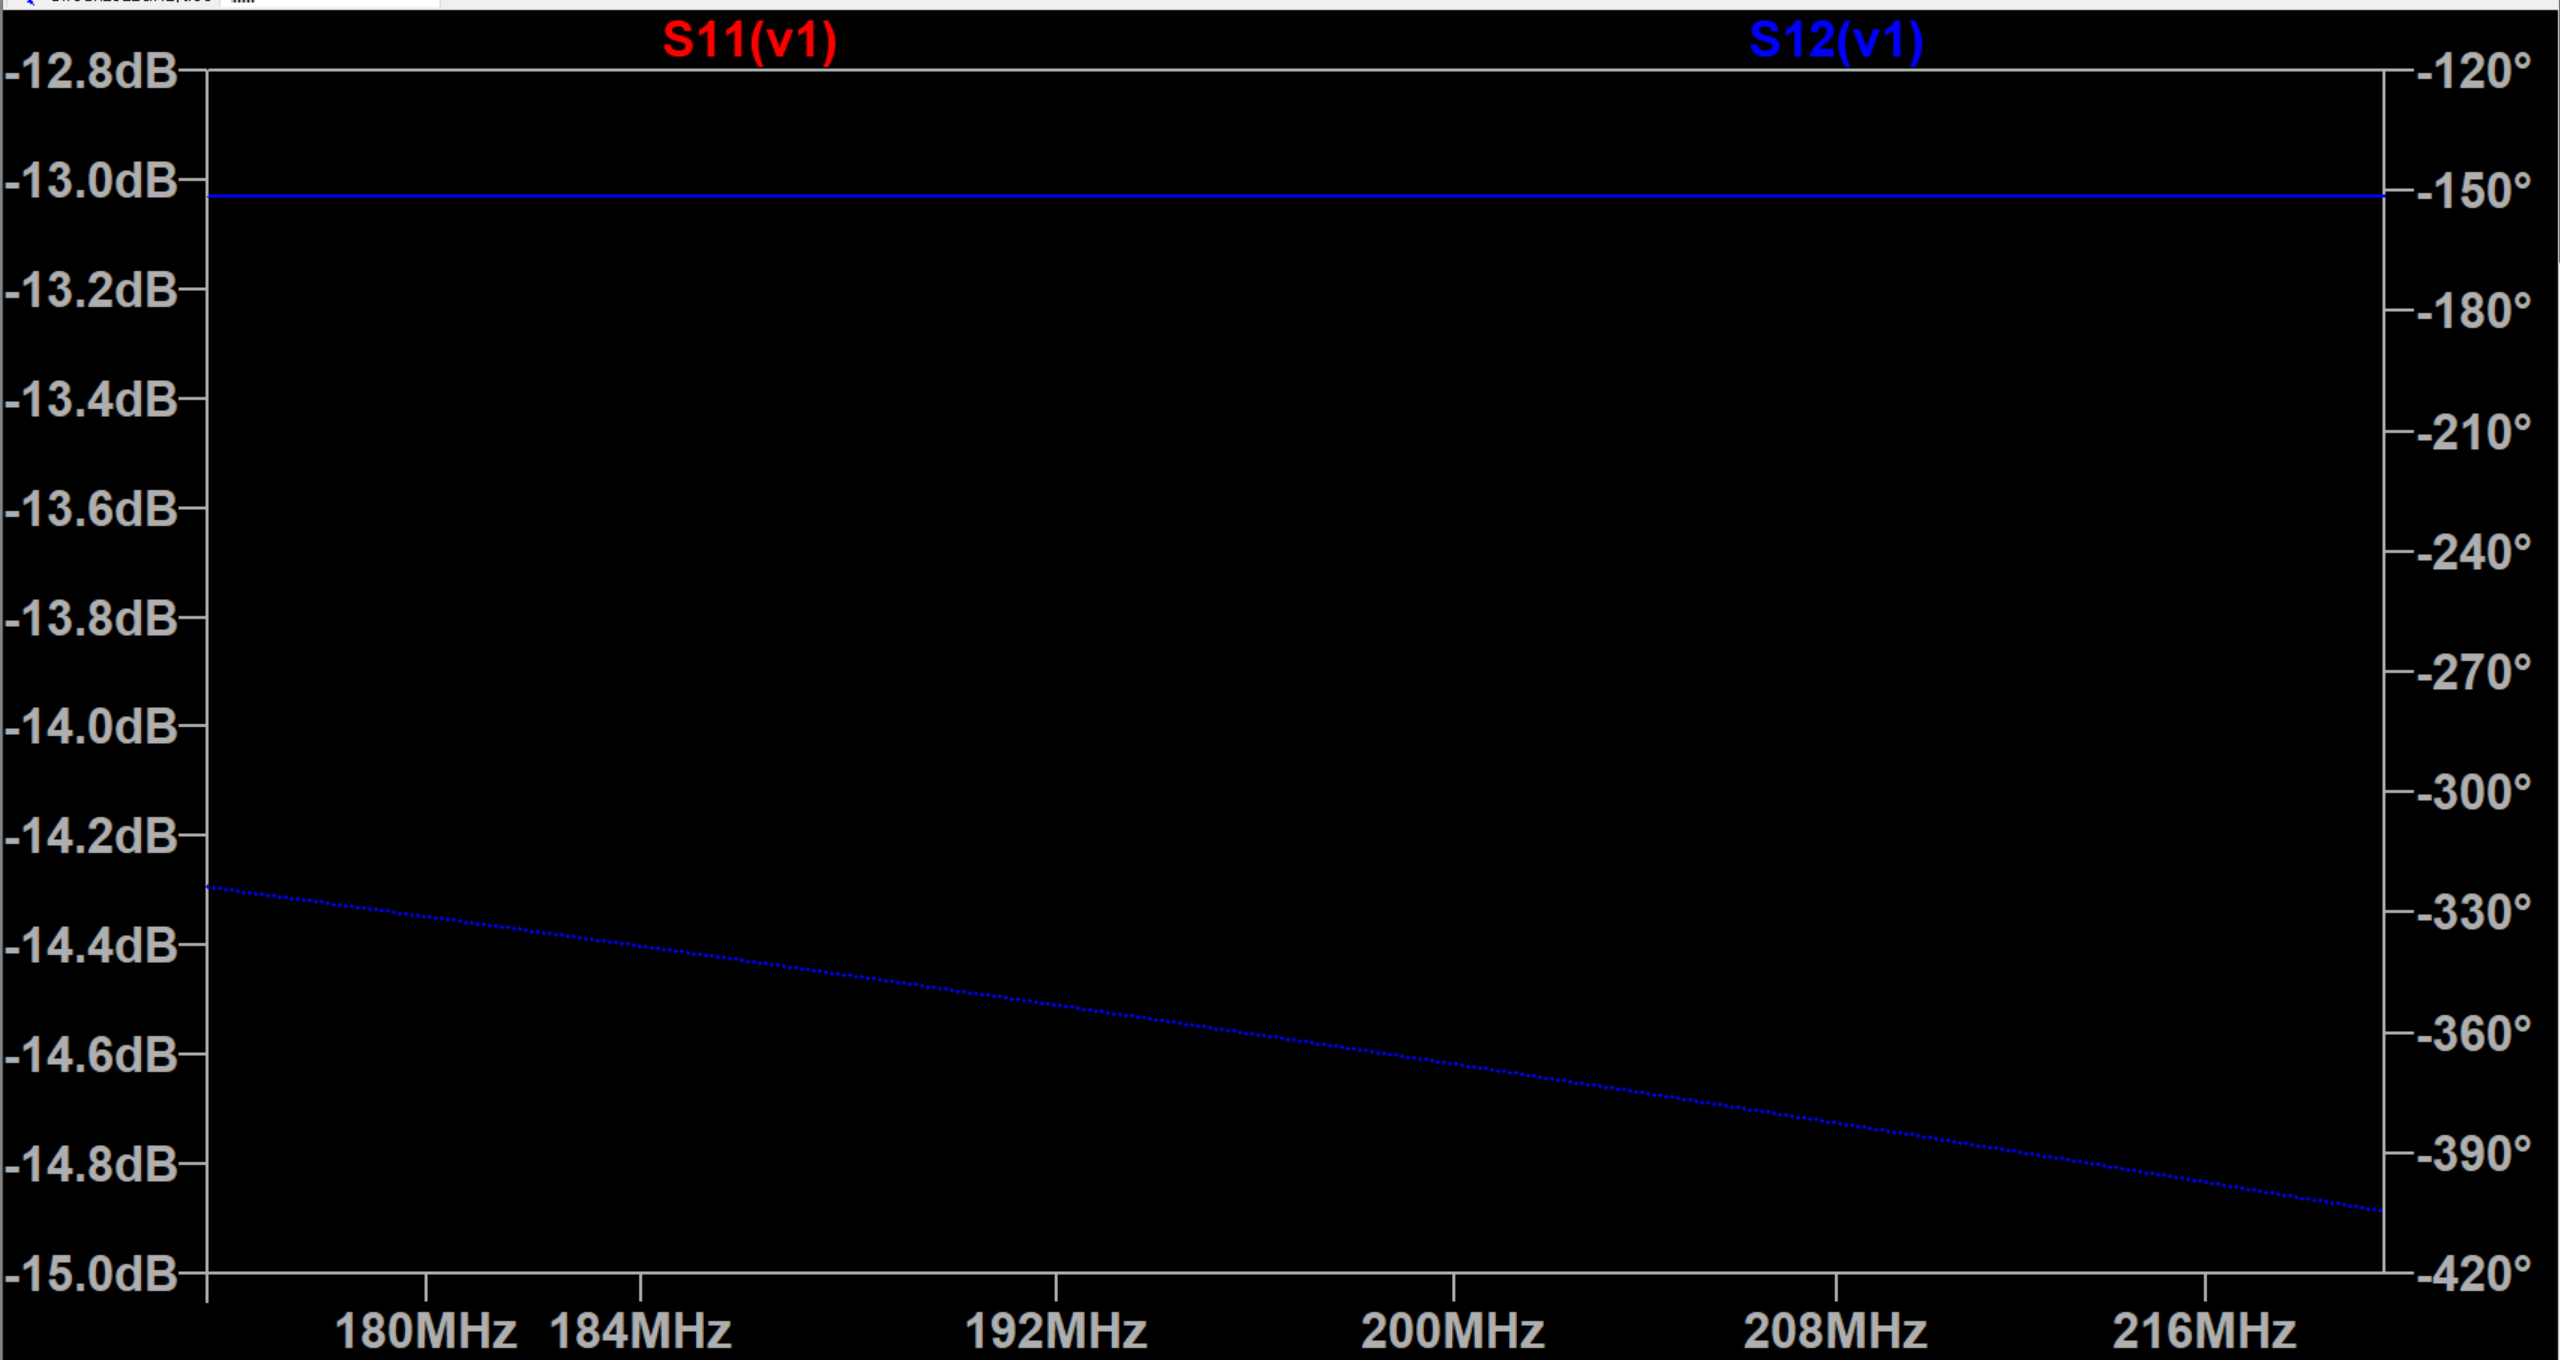 S11(v1) S12(v1)
-12.8dB -120°
-13.0dB -150°
-13.2dB -180°
-13.4dB -210°
-13.6dB -240°
-13.8dB -270°
-14.0dB -300°
-14.2dB -330°
-14.4dB -360°
-14.6dB -390°
-14.8dB -420°
-15.0dB
180MHz 184MHz 192MHz 200MHz 208MHz 216MHz